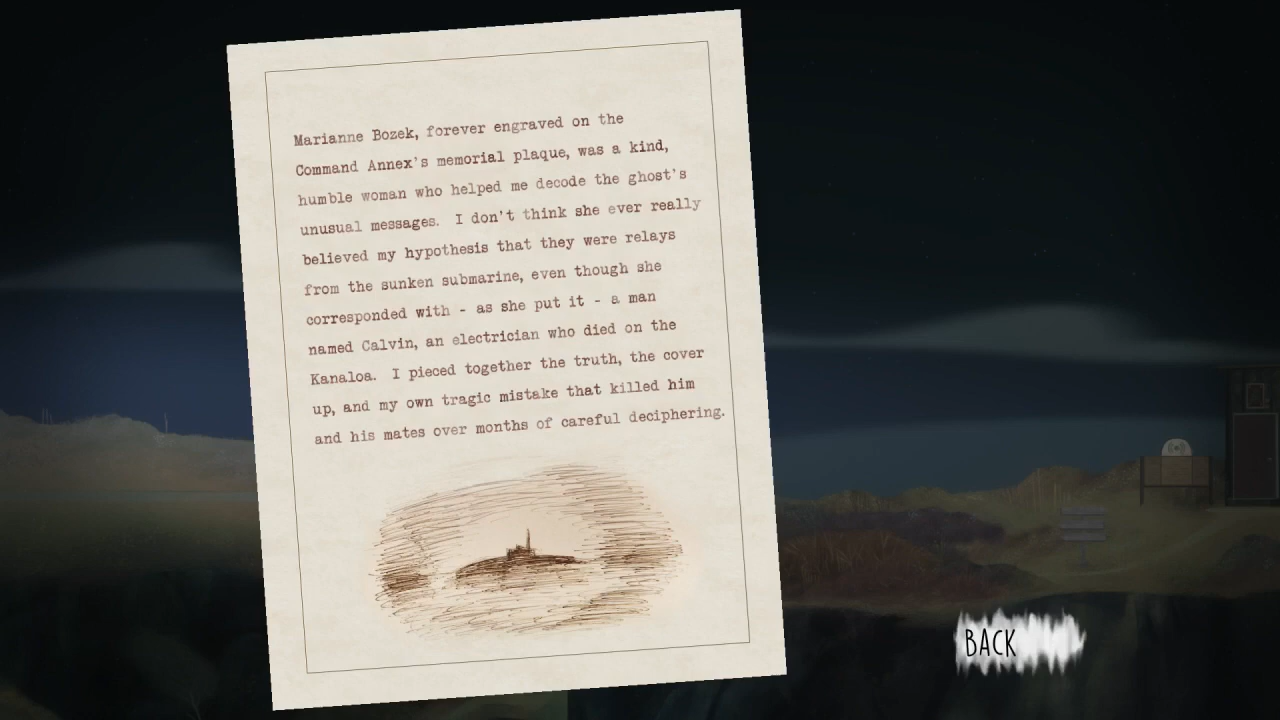 Marianne Bozek, forever engraved on the
Command Annex's memorial plaque, was a kind,
humble woman who helped me decode the ghost's
unusual messages.  I don't think she ever really
believed my hypothesis that they were relays
from the sunken submarine, even though she
corresponded with - as she put it - a man
named Calvin, an electrician who died on the
Kanaloa.  I pieced together the truth, the cover
up, and my own tragic mistake that killed him
and his mates over months of careful deciphering.
BACK